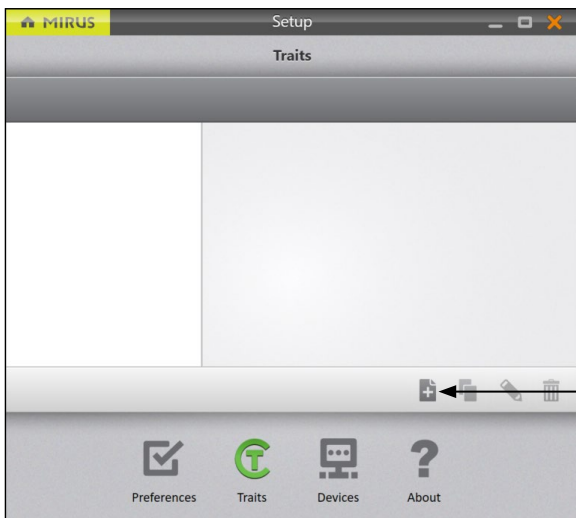 MIRUS
Setup
Traits
Preferences
Traits
Devices
About